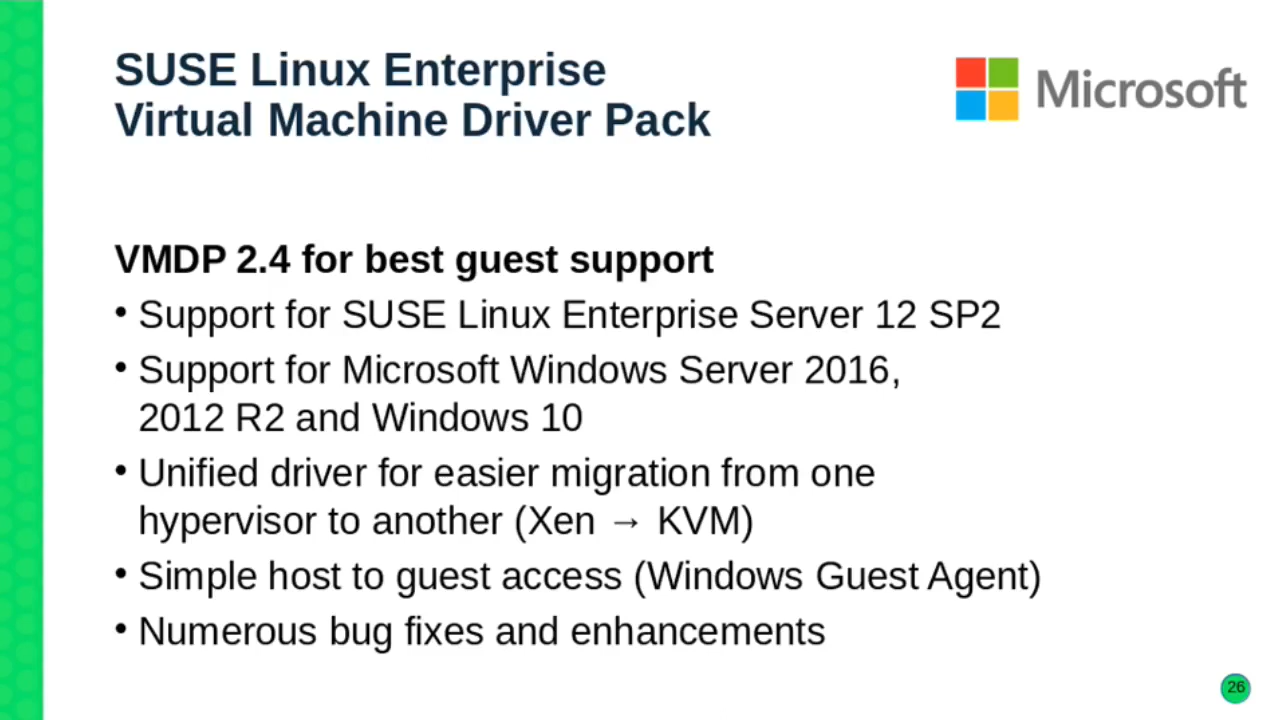 SUSE Linux Enterprise
Virtual Machine Driver Pack
Microsoft
VMDP 2.4 for best guest support
• Support for SUSE Linux Enterprise Server 12 SP2
• Support for Microsoft Windows Server 2016,
2012 R2 and Windows 10
• Unified driver for easier migration from one
hypervisor to another (Xen → KVM)
• Simple host to guest access (Windows Guest Agent)
• Numerous bug fixes and enhancements
26